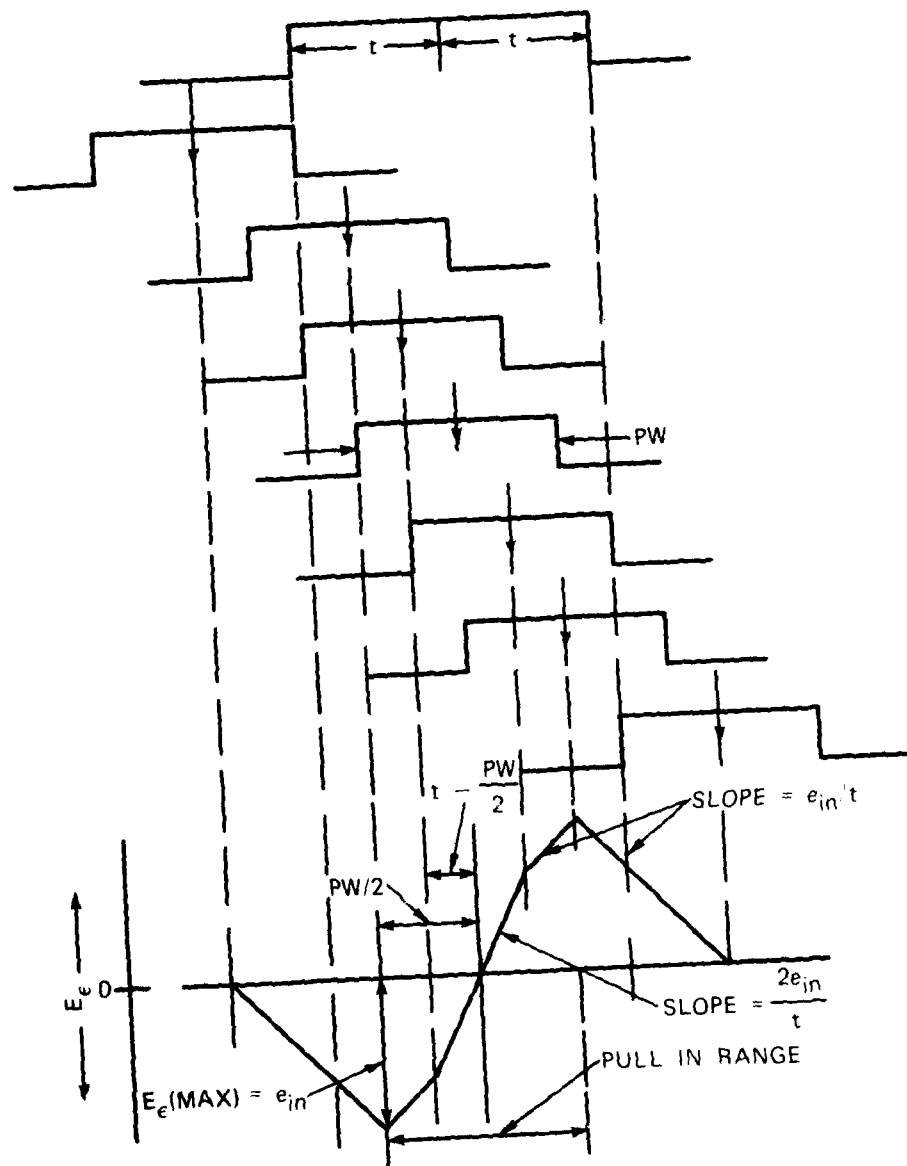 t t
PW
t – PW/2
SLOPE = e_in/t
PW/2
E_ϵ 0
2e_in
SLOPE = ―
t
PULL IN RANGE
E_ϵ(MAX) = e_in